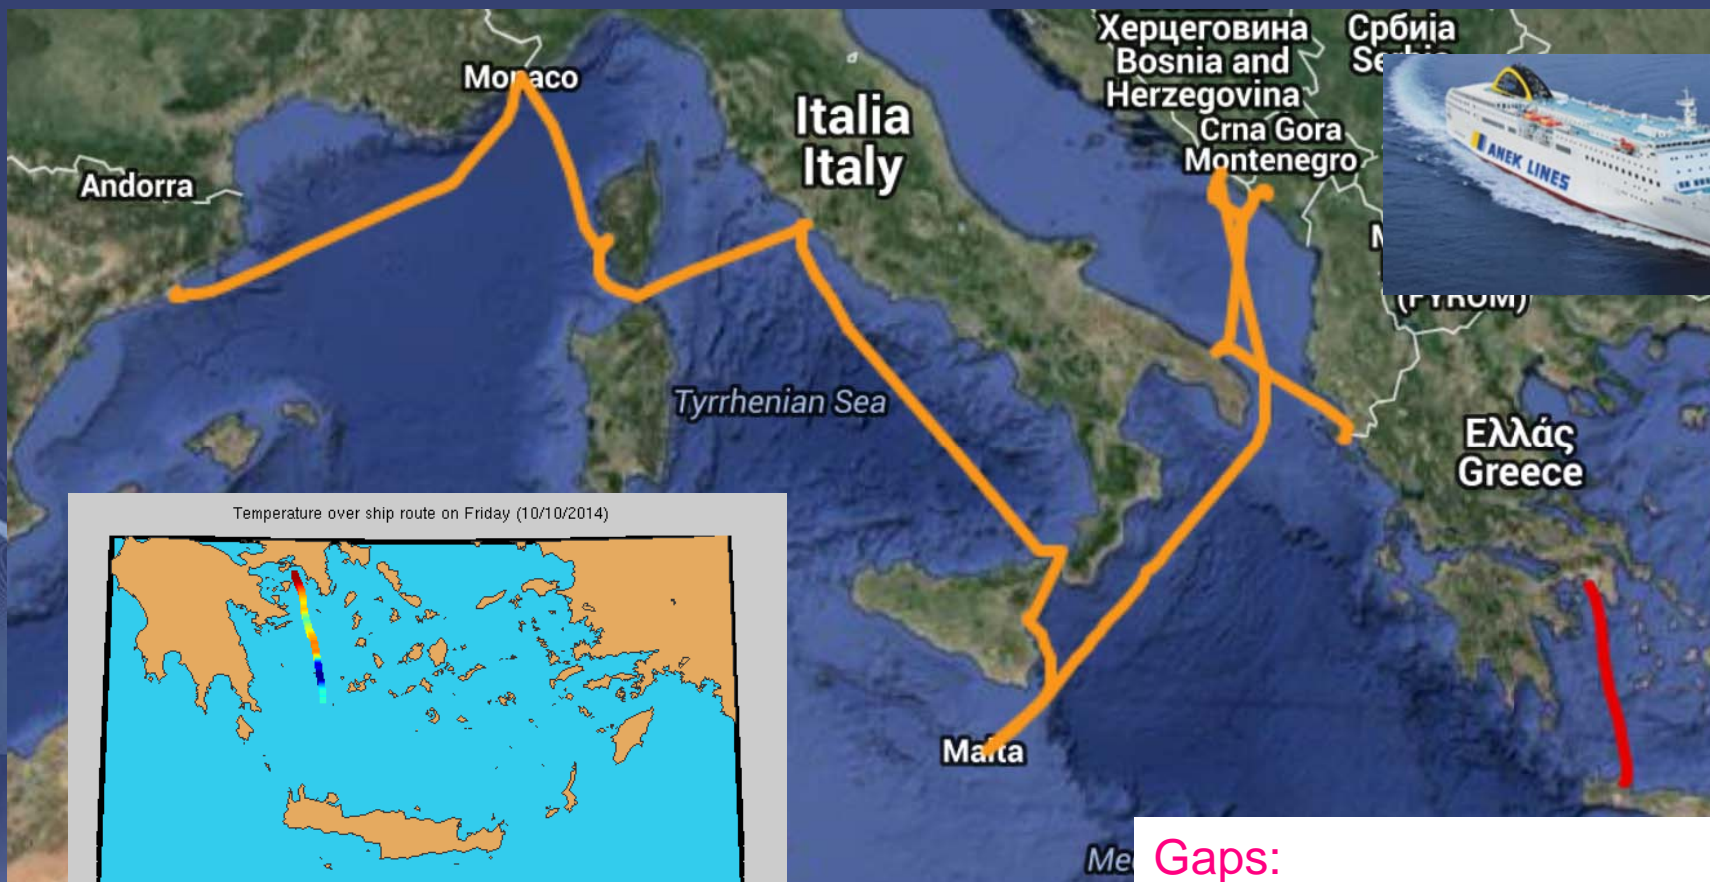 Херцеговина
Bosnia and
Herzegovina
Србија
Monaco
Italia
Italy
Crna Gora
Montenegro
ANEK LINES
Andorra
(FYROM)
Tyrrhenian Sea
Ελλάς
Greece
Temperature over ship route on Friday (10/10/2014)
Malta
Gaps: